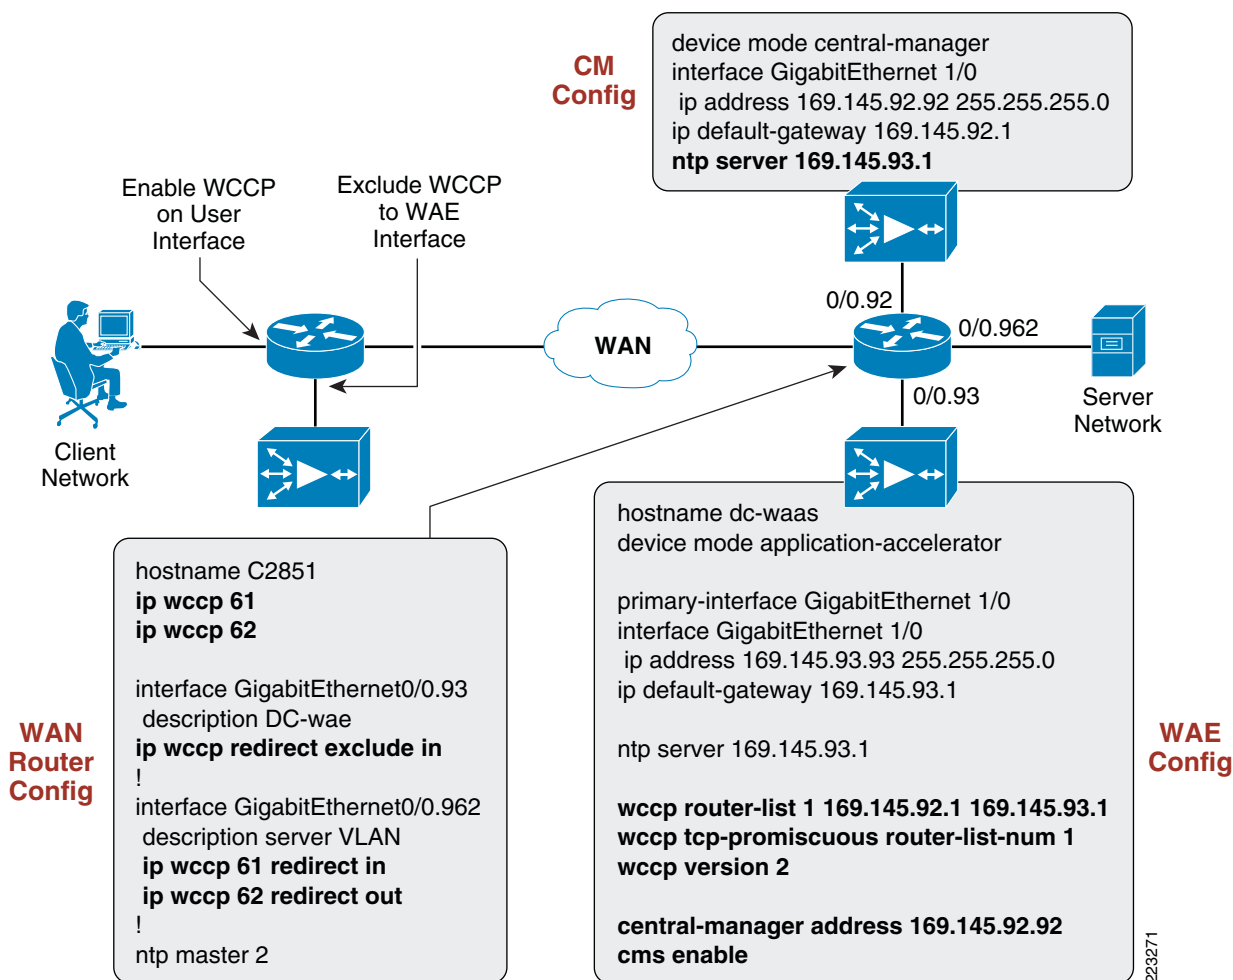 CM
Config
device mode central-manager
interface GigabitEthernet 1/0
ip address 169.145.92.92 255.255.255.0
ip default-gateway 169.145.92.1
ntp server 169.145.93.1
Enable WCCP
on User
Interface
Exclude WCCP
to WAE
Interface
0/0.92
0/0.962
WAN
0/0.93
Client
Network
Server
Network
WAN
Router
Config
hostname C2851
ip wccp 61
ip wccp 62
interface GigabitEthernet0/0.93
description DC-wae
ip wccp redirect exclude in
!
interface GigabitEthernet0/0.962
description server VLAN
ip wccp 61 redirect in
ip wccp 62 redirect out
!
ntp master 2
hostname dc-waas
device mode application-accelerator
primary-interface GigabitEthernet 1/0
interface GigabitEthernet 1/0
ip address 169.145.93.93 255.255.255.0
ip default-gateway 169.145.93.1
ntp server 169.145.93.1
wccp router-list 1 169.145.92.1 169.145.93.1
wccp tcp-promiscuous router-list-num 1
wccp version 2
central-manager address 169.145.92.92
cms enable
WAE
Config
223271